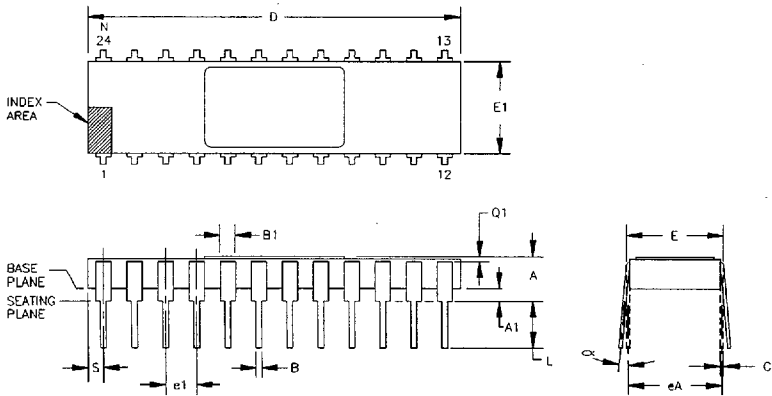 D
N
24
13
INDEX
AREA
E1
1
12
Q1
B1
E
BASE
PLANE
A
SEATING
PLANE
A1
S
e1
B
L
α
eA
C